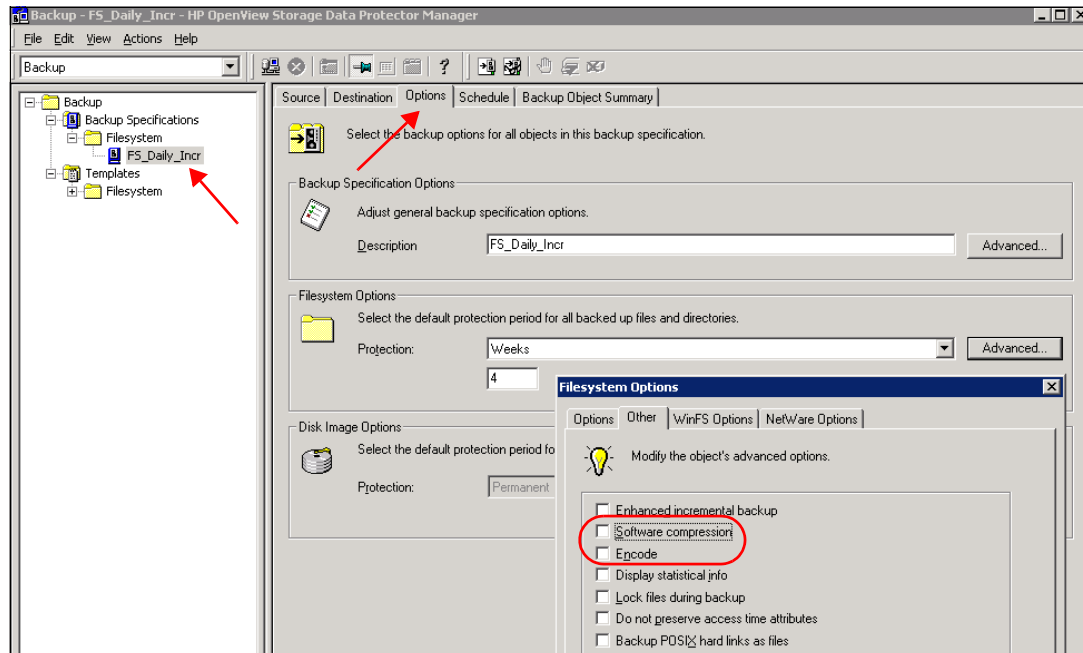 Backup - FS_Daily_Incr - HP OpenView Storage Data Protector Manager
File Edit View Actions Help
Backup
Backup
Backup Specifications
Filesystem
FS_Daily_Incr
Templates
Filesystem
Source Destination Options Schedule Backup Object Summary
Select the backup options for all objects in this backup specification.
Backup Specification Options
Adjust general backup specification options.
Description FS_Daily_Incr Advanced...
Filesystem Options
Select the default protection period for all backed up files and directories.
Protection: Weeks Advanced...
4
Disk Image Options
Select the default protection period fo
Protection: Permanent
Filesystem Options
Options Other WinFS Options NetWare Options
Modify the object's advanced options.
Enhanced incremental backup
Software compression
Encode
Display statistical info
Lock files during backup
Do not preserve access time attributes
Backup POSIX hard links as files